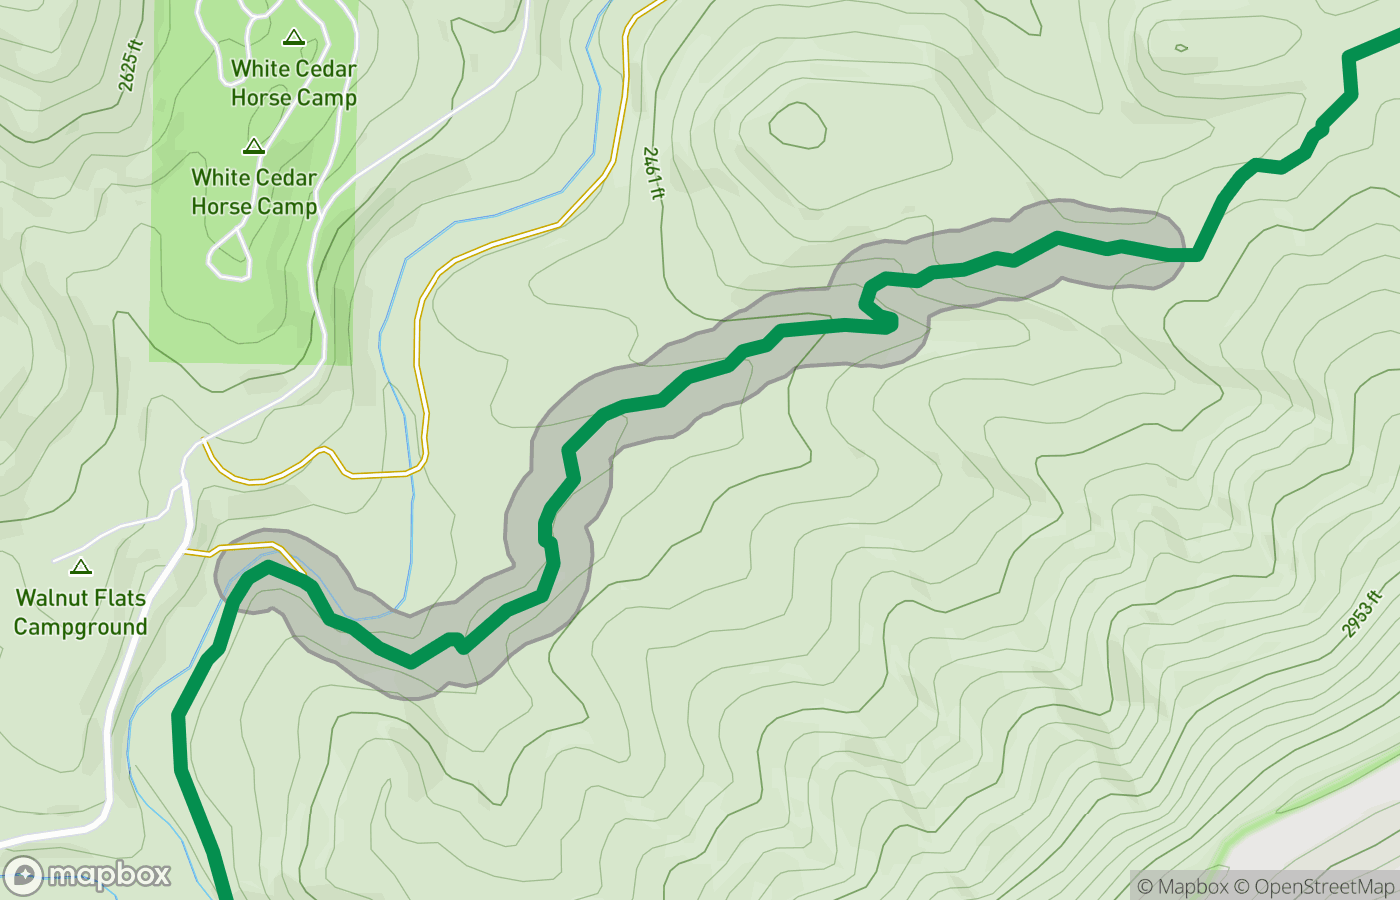 2625 ft
White Cedar
Horse Camp
White Cedar
Horse Camp
2461 ft
Walnut Flats
Campground
2953 ft
mapbox
© Mapbox © OpenStreetMap